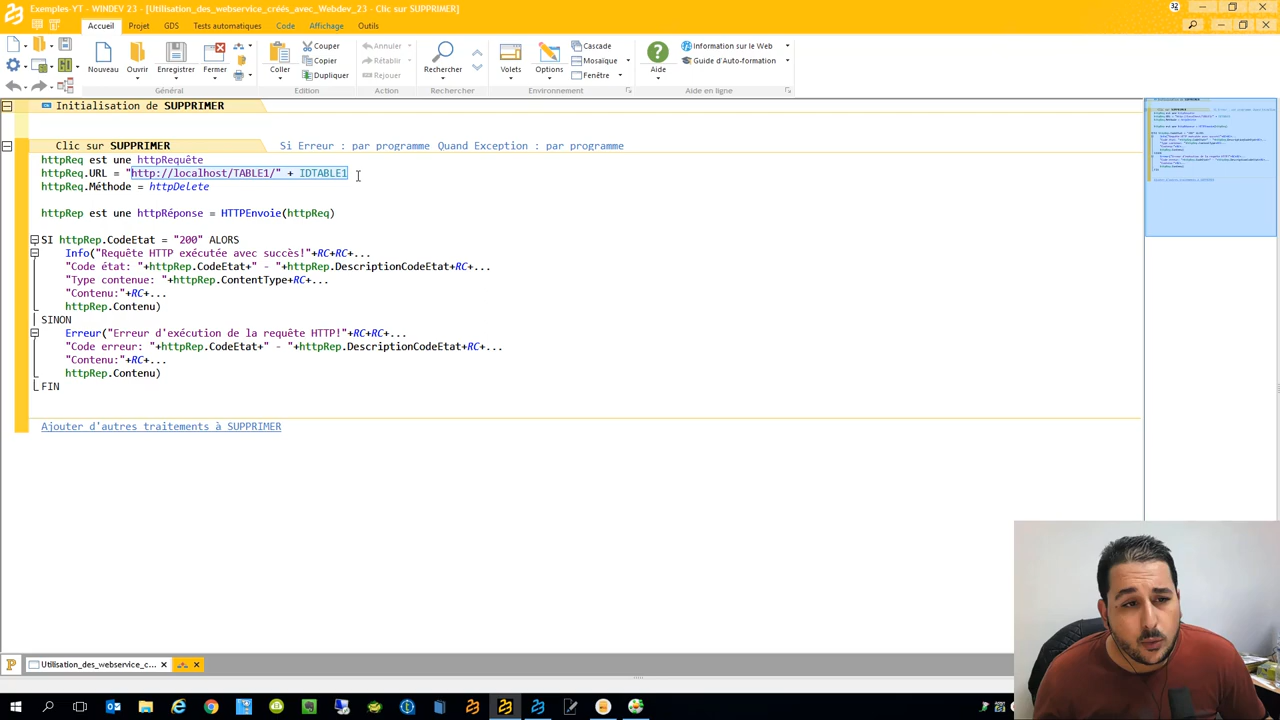 Exemples-YT - WINDEV 23 - [Utilisation_des_webservice_créés_avec_Webdev_23 - Clic sur SUPPRIMER]
32
Accueil Projet GDS Tests automatiques Code Affichage Outils
Nouveau Ouvrir Enregistrer Fermer
Général
Coller Couper Copier Dupliquer
Edition
Annuler Rétablir Rejouer
Action
Rechercher
Rechercher
Volets Options Cascade Mosaïque Fenêtre
Environnement
Aide Information sur le Web Guide d'Auto-formation
Aide en ligne
Initialisation de SUPPRIMER
Clic sur SUPPRIMER Si Erreur : par programme Quand Exception : par programme
httpReq est une httpRequête
httpReq.URL = "http://localhost/TABLE1/" + IDTABLE1
httpReq.Méthode = httpDelete
httpRep est une httpRéponse = HTTPEnvoie(httpReq)
SI httpRep.CodeEtat = "200" ALORS
Info("Requête HTTP exécutée avec succès!"+RC+RC+...
"Code état: "+httpRep.CodeEtat+" - "+httpRep.DescriptionCodeEtat+RC+...
"Type contenue: "+httpRep.ContentType+RC+...
"Contenu:"+RC+...
httpRep.Contenu)
SINON
Erreur("Erreur d'exécution de la requête HTTP!"+RC+RC+...
"Code erreur: "+httpRep.CodeEtat+" - "+httpRep.DescriptionCodeEtat+RC+...
"Contenu:"+RC+...
httpRep.Contenu)
FIN
Ajouter d'autres traitements à SUPPRIMER
Utilisation_des_webservice_c...